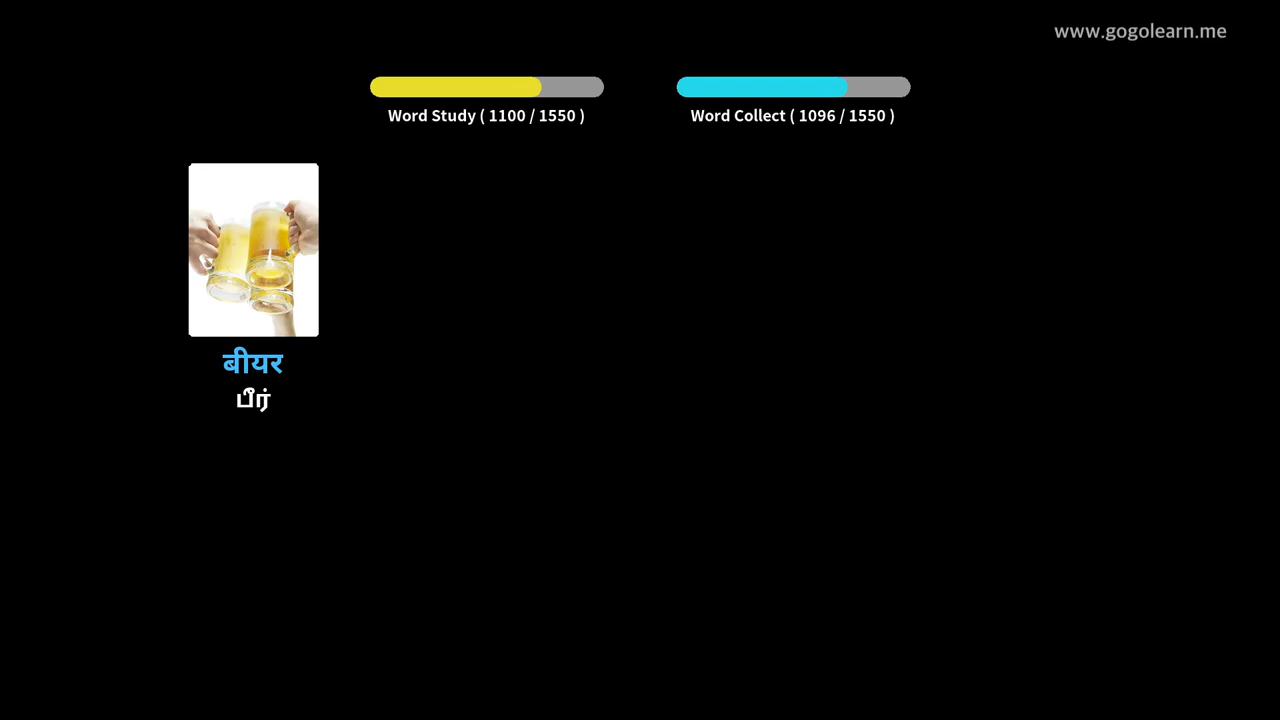 www.gogolearn.me
Word Study ( 1100 / 1550 )
Word Collect ( 1096 / 1550 )
बीयर
பீர்